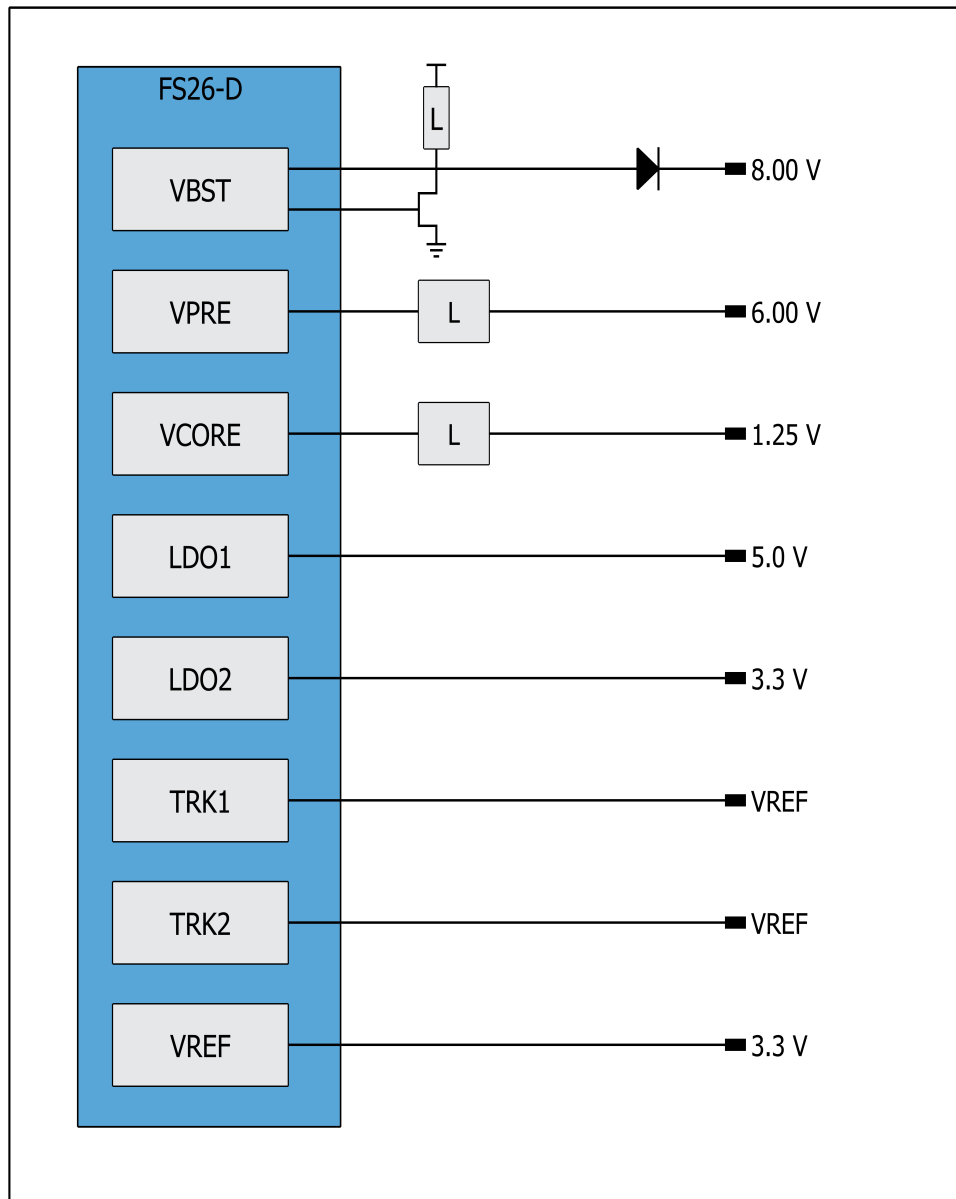 FS26-D
L
VBST
8.00 V
VPRE
L
6.00 V
VCORE
L
1.25 V
LDO1
5.0 V
LDO2
3.3 V
TRK1
VREF
TRK2
VREF
VREF
3.3 V